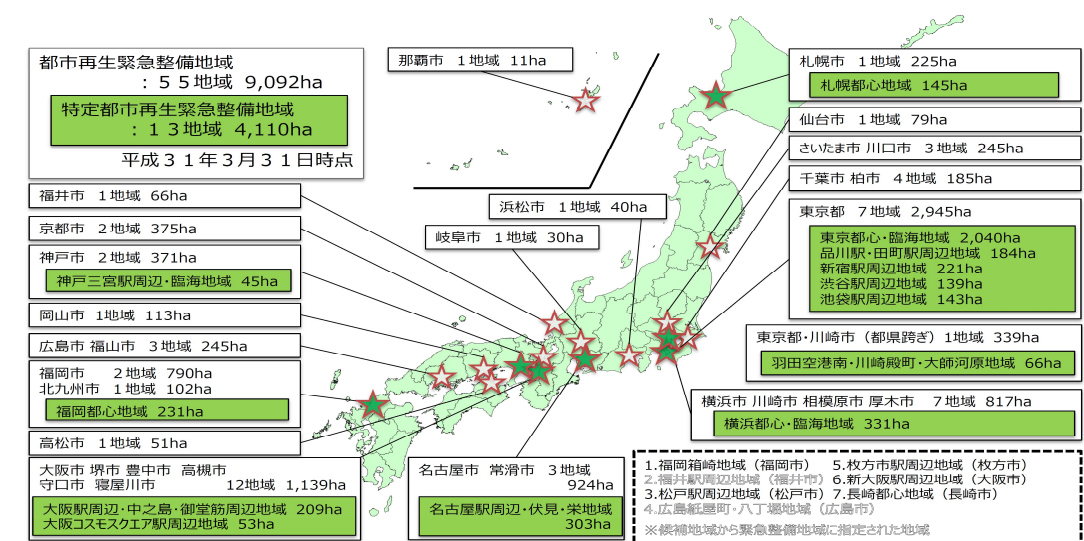 都市再生緊急整備地域
：５５地域 9,092ha
特定都市再生緊急整備地域
：１３地域 4,110ha
平成３１年３月３１日時点
那覇市 1地域 11ha
札幌市 1地域 225ha
札幌都心地域 145ha
仙台市 1地域 79ha
さいたま市 川口市 3地域 245ha
千葉市 柏市 4地域 185ha
東京都 7地域 2,945ha
東京都心・臨海地域 2,040ha
品川駅・田町駅周辺地域 184ha
新宿駅周辺地域 221ha
渋谷駅周辺地域 139ha
池袋駅周辺地域 143ha
東京都・川崎市（都県跨ぎ）1地域 339ha
羽田空港南・川崎殿町・大師河原地域 66ha
横浜市 川崎市 相模原市 厚木市 7地域 817ha
横浜都心・臨海地域 331ha
浜松市 1地域 40ha
岐阜市 1地域 30ha
福井市 1地域 66ha
京都市 2地域 375ha
神戸市 2地域 371ha
神戸三宮駅周辺・臨海地域 45ha
岡山市 1地域 113ha
広島市 福山市 3地域 245ha
福岡市 2地域 790ha
北九州市 1地域 102ha
福岡都心地域 231ha
高松市 1地域 51ha
大阪市 堺市 豊中市 高槻市
守口市 寝屋川市 12地域 1,139ha
大阪駅周辺・中之島・御堂筋周辺地域 209ha
大阪コスモスクエア駅周辺地域 53ha
名古屋市 常滑市 3地域
924ha
名古屋駅周辺・伏見・栄地域
303ha
1.福岡箱崎地域（福岡市） 5.枚方市駅周辺地域（枚方市）
2.福井駅周辺地域（福井市） 6.新大阪駅周辺地域（大阪市）
3.松戸駅周辺地域（松戸市） 7.長崎都心地域（長崎市）
4.広島紙屋町・八丁堀地域（広島市）
※候補地域から緊急整備地域に指定された地域